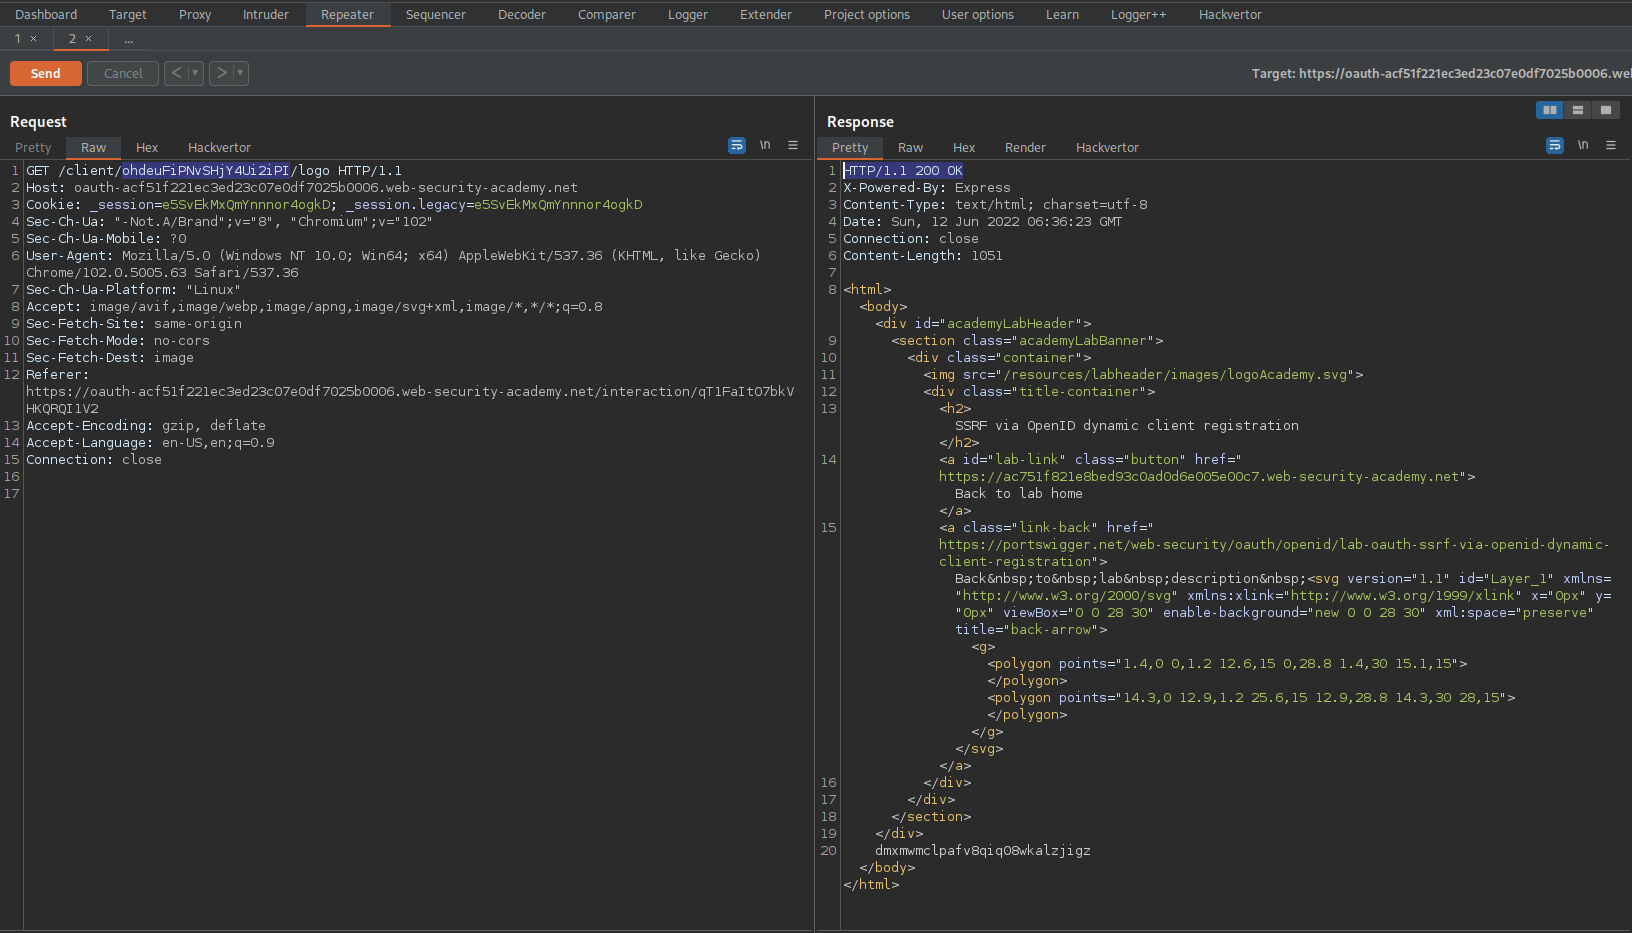 Dashboard Target Proxy Intruder Repeater Sequencer Decoder Comparer Logger Extender Project options User options Learn Logger++ Hackvertor
1 × 2 × ...
Send Cancel < > Target: https://oauth-acf51f221ec3ed23c07e0df7025b0006.we
Request
Pretty Raw Hex Hackvertor \n
1 GET /client/ohdeuFiPNvSHjY4Ui2iPI/logo HTTP/1.1
2 Host: oauth-acf51f221ec3ed23c07e0df7025b0006.web-security-academy.net
3 Cookie: _session=e5SvEkMxQmYnnnor4ogkD; _session.legacy=e5SvEkMxQmYnnnor4ogkD
4 Sec-Ch-Ua: "-Not.A/Brand";v="8", "Chromium";v="102"
5 Sec-Ch-Ua-Mobile: ?0
6 User-Agent: Mozilla/5.0 (Windows NT 10.0; Win64; x64) AppleWebKit/537.36 (KHTML, like Gecko)
Chrome/102.0.5005.63 Safari/537.36
7 Sec-Ch-Ua-Platform: "Linux"
8 Accept: image/avif,image/webp,image/apng,image/svg+xml,image/*,*/*;q=0.8
9 Sec-Fetch-Site: same-origin
10 Sec-Fetch-Mode: no-cors
11 Sec-Fetch-Dest: image
12 Referer:
https://oauth-acf51f221ec3ed23c07e0df7025b0006.web-security-academy.net/interaction/qT1FaItO7bkV
HKQRQI1V2
13 Accept-Encoding: gzip, deflate
14 Accept-Language: en-US,en;q=0.9
15 Connection: close
16
17
Response
Pretty Raw Hex Render Hackvertor \n
1 HTTP/1.1 200 OK
2 X-Powered-By: Express
3 Content-Type: text/html; charset=utf-8
4 Date: Sun, 12 Jun 2022 06:36:23 GMT
5 Connection: close
6 Content-Length: 1051
7
8 <html>
<body>
<div id="academyLabHeader">
9 <section class="academyLabBanner">
10 <div class="container">
11 <img src="/resources/labheader/images/logoAcademy.svg">
12 <div class="title-container">
13 <h2>
SSRF via OpenID dynamic client registration
</h2>
14 <a id="lab-link" class="button" href="
https://ac751f821e8bed93c0ad0d6e005e00c7.web-security-academy.net">
Back to lab home
</a>
15 <a class="link-back" href="
https://portswigger.net/web-security/oauth/openid/lab-oauth-ssrf-via-openid-dynamic-
client-registration">
Back&nbsp;to&nbsp;lab&nbsp;description&nbsp;<svg version="1.1" id="Layer_1" xmlns=
"http://www.w3.org/2000/svg" xmlns:xlink="http://www.w3.org/1999/xlink" x="0px" y=
"0px" viewBox="0 0 28 30" enable-background="new 0 0 28 30" xml:space="preserve"
title="back-arrow">
<g>
<polygon points="1.4,0 0,1.2 12.6,15 0,28.8 1.4,30 15.1,15">
</polygon>
<polygon points="14.3,0 12.9,1.2 25.6,15 12.9,28.8 14.3,30 28,15">
</polygon>
</g>
</svg>
</a>
16 </div>
17 </div>
18 </section>
19 </div>
20 dmxmwmclpafv8qiq08wkalzjigz
</body>
</html>